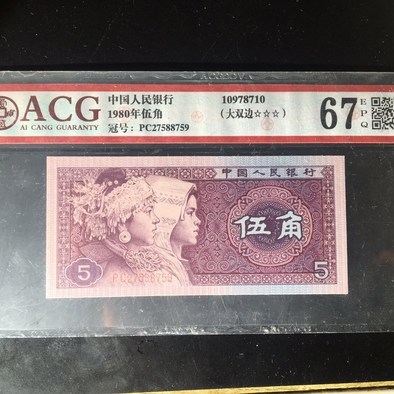 ACG
AI CANG GUARANTY
中国人民银行
1980年伍角
冠号: PC27588759
10978710
(大双边☆☆☆)
67
E
P
Q
中国人民银行
伍角
5
PC27588759
5